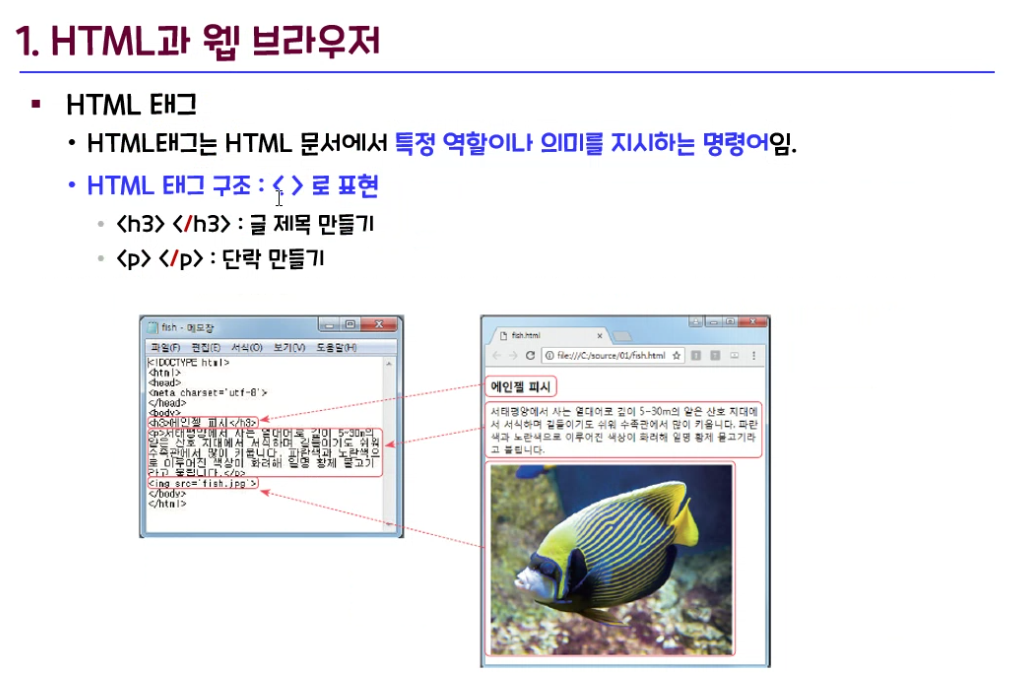 1. HTML과 웹 브라우저
▪ HTML 태그
• HTML태그는 HTML 문서에서 특정 역할이나 의미를 지시하는 명령어임.
• HTML 태그 구조 : < > 로 표현
• <h3> </h3> : 글 제목 만들기
• <p> </p> : 단락 만들기
fish - 메모장
파일(F) 편집(E) 서식(O) 보기(V) 도움말(H)
<!DOCTYPE html>
<html>
<head>
<meta charset='utf-8'>
</head>
<body>
<h3>에인젤 피시</h3>
<p>서태평양에서 사는 열대어로 깊이 5-30m의
얕은 산호 지대에서 서식하며 길들이기도 쉬워
수족관에서 많이 키웁니다. 파란색과 노란색으
로 이루어진 색상이 화려해 일명 황제 물고기
라고 불립니다.</p>
<img src='fish.jpg'>
</body>
</html>
fish.html
file:///C:/source/01/fish.html
에인젤 피시
서태평양에서 사는 열대어로 깊이 5-30m의 얕은 산호 지대에
서 서식하며 길들이기도 쉬워 수족관에서 많이 키웁니다. 파란
색과 노란색으로 이루어진 색상이 화려해 일명 황제 물고기라
고 불립니다.